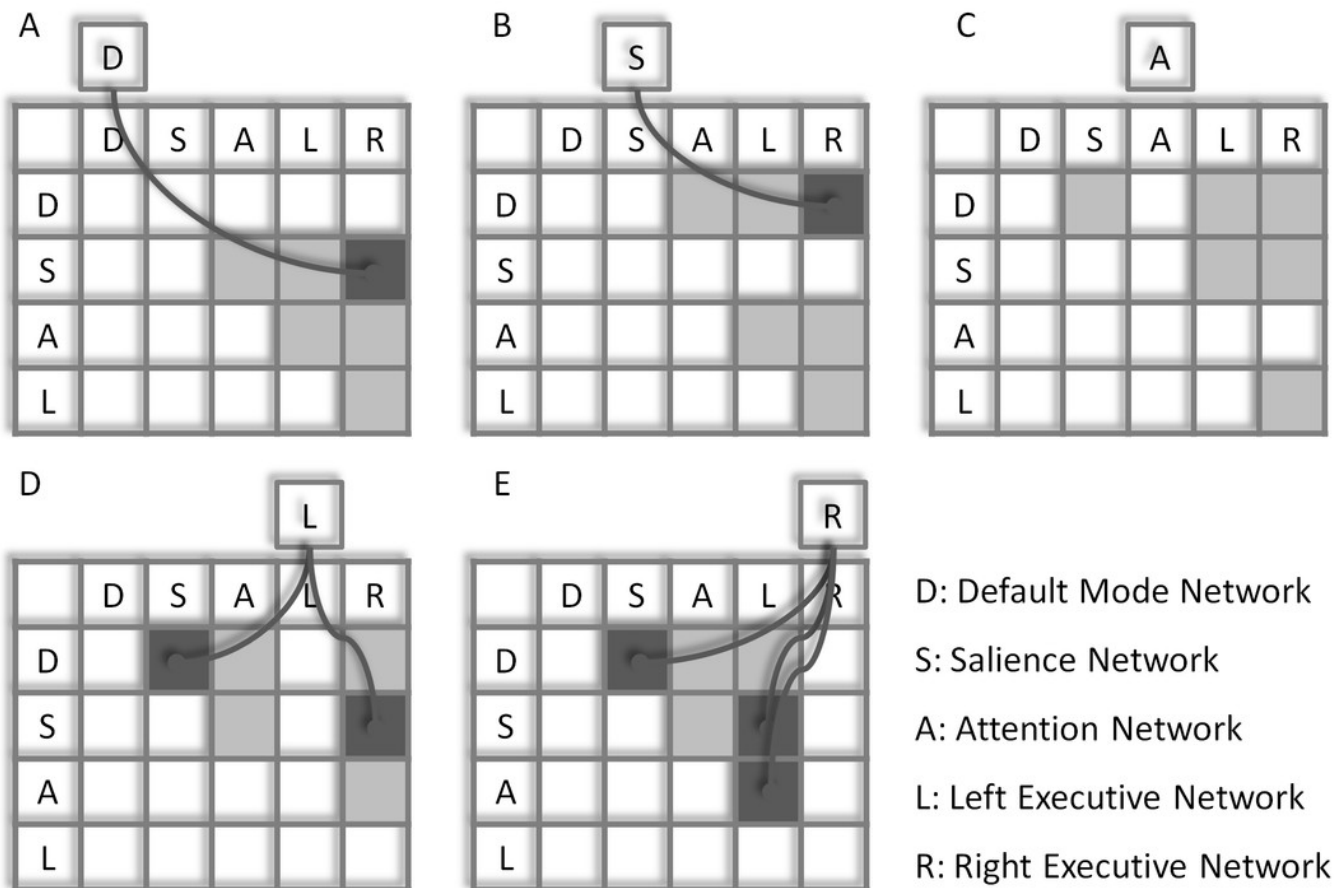 A
B
C
D
S
A
D S A L R
D S A L R
D S A L R
D
D
D
S
S
S
A
A
A
L
L
L
D
E
L
R
D S A L R
D S A L R
D
D
S
S
A
A
L
L
D: Default Mode Network
S: Salience Network
A: Attention Network
L: Left Executive Network
R: Right Executive Network